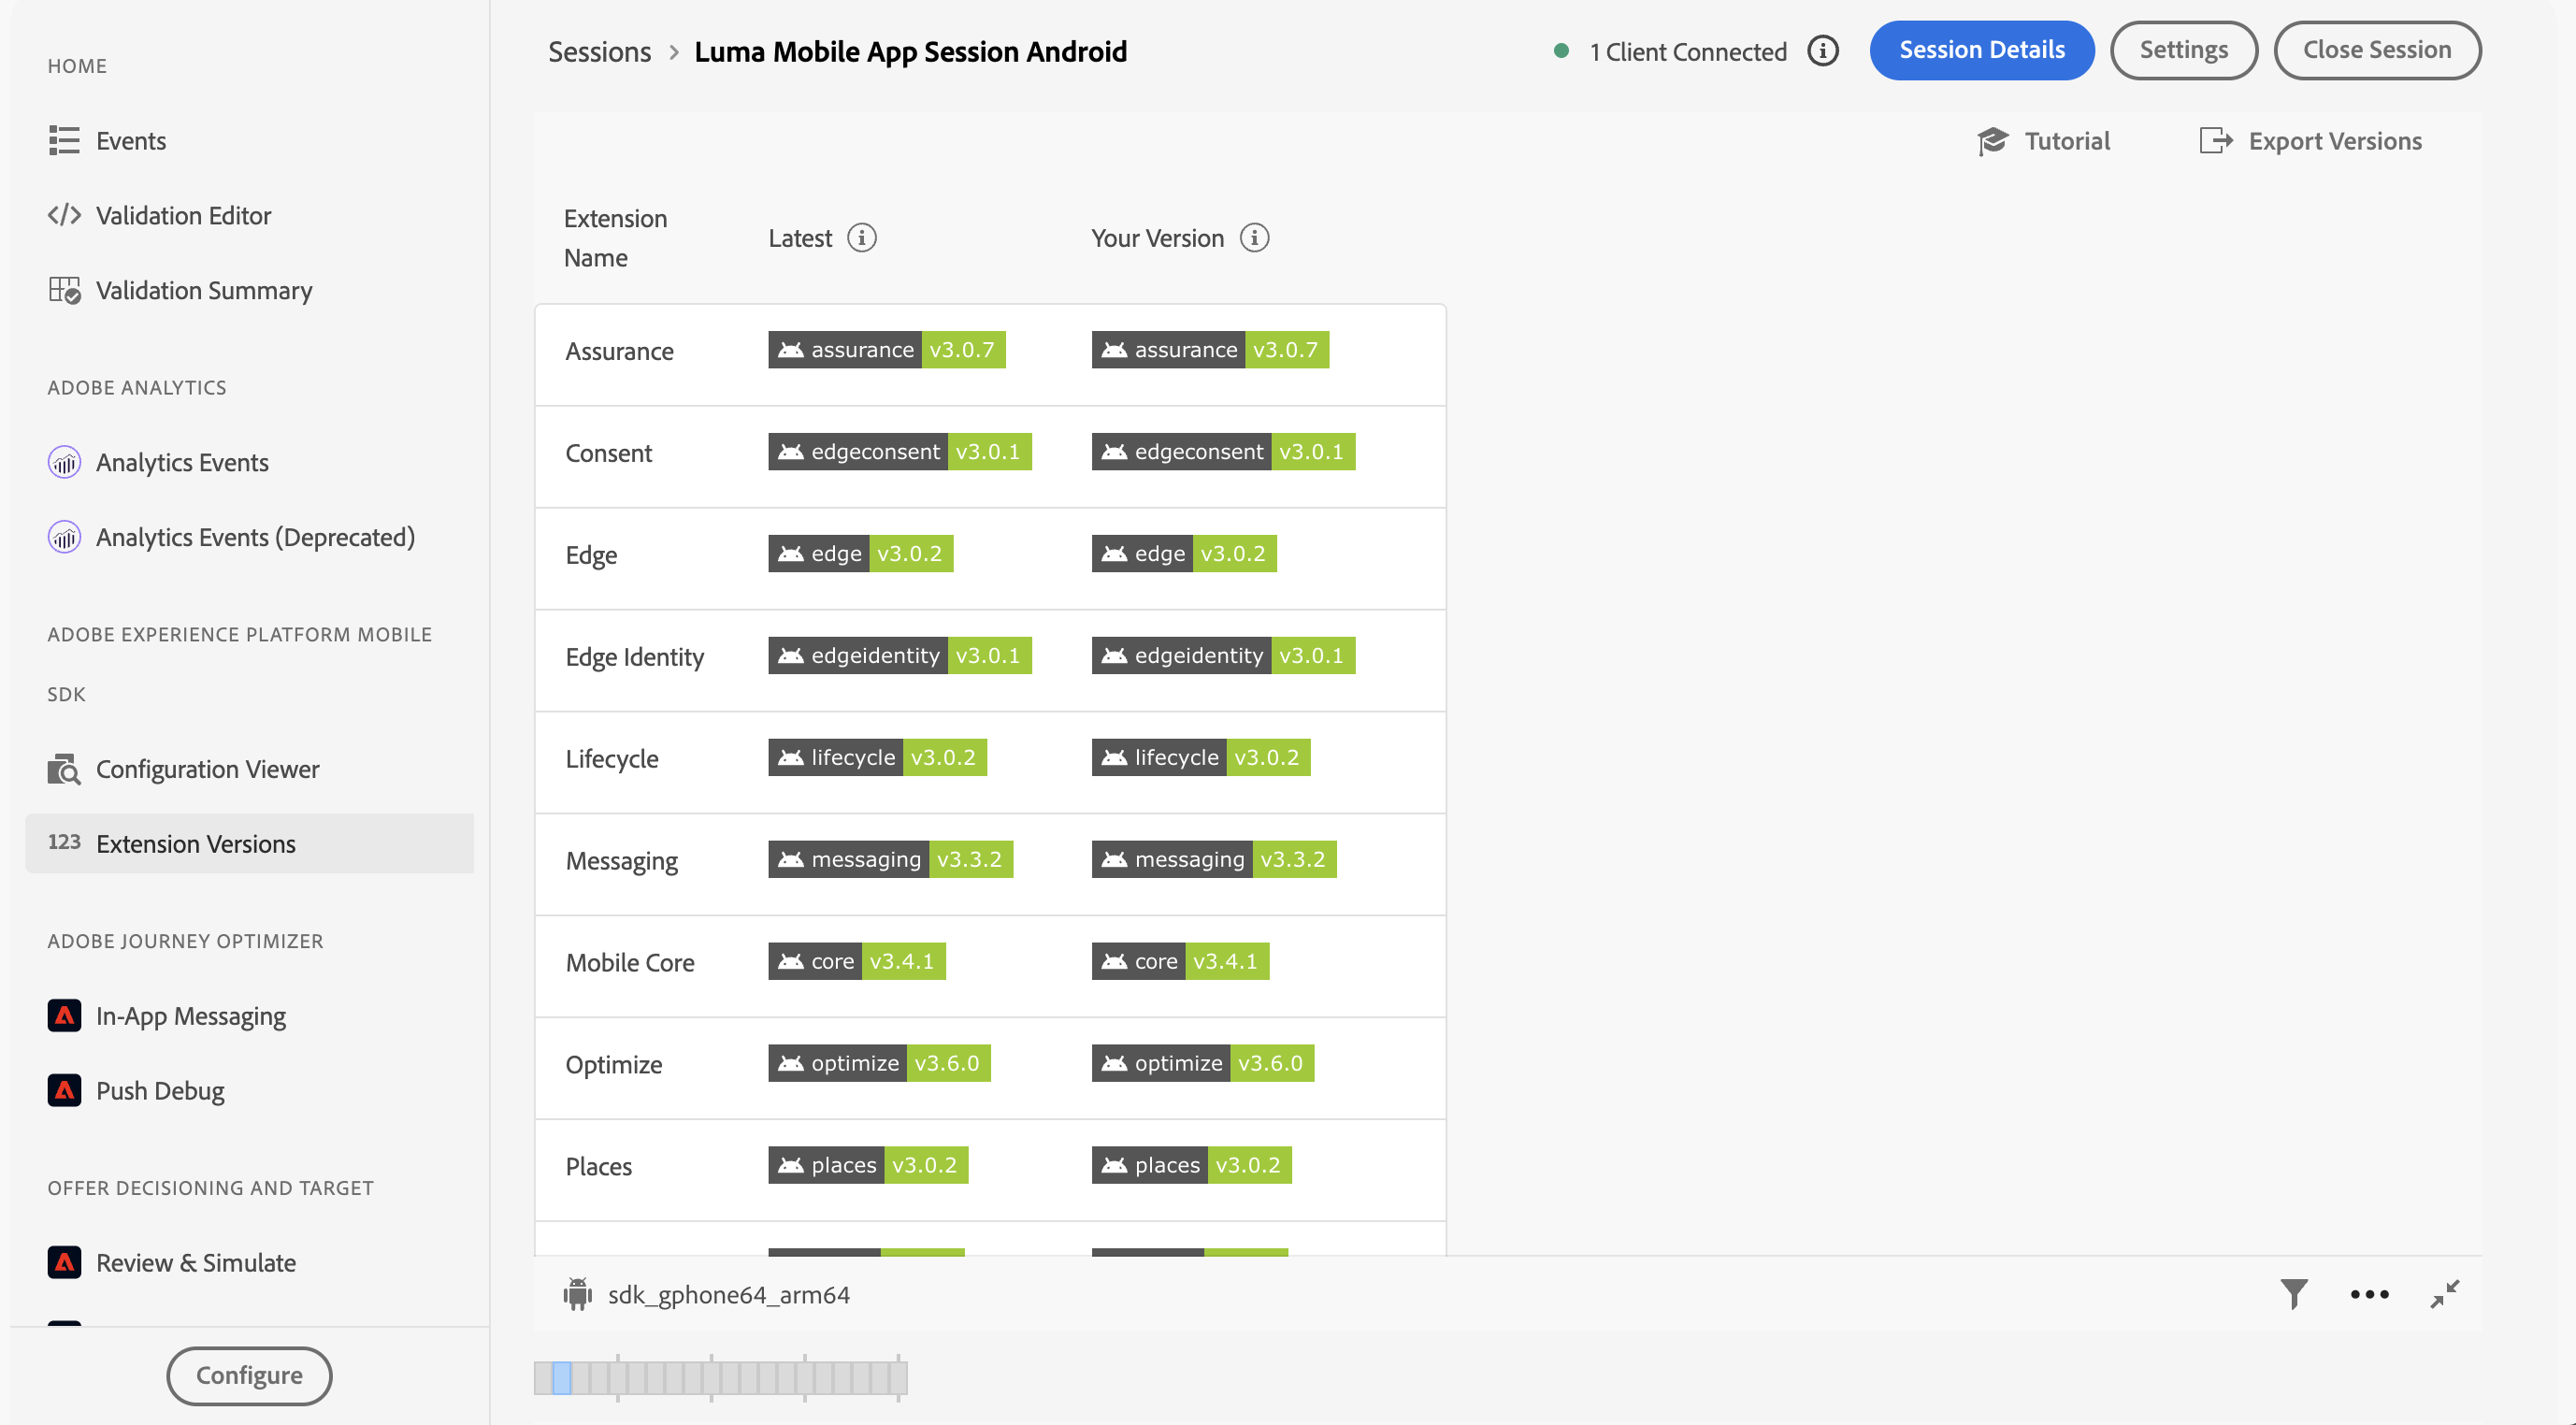 HOME
Events
Validation Editor
Validation Summary
ADOBE ANALYTICS
Analytics Events
Analytics Events (Deprecated)
ADOBE EXPERIENCE PLATFORM MOBILE
SDK
Configuration Viewer
123 Extension Versions
ADOBE JOURNEY OPTIMIZER
In-App Messaging
Push Debug
OFFER DECISIONING AND TARGET
Review & Simulate
Configure
Sessions > Luma Mobile App Session Android
1 Client Connected
Session Details
Settings
Close Session
Tutorial
Export Versions
Extension
Name
Latest
Your Version
Assurance assurance v3.0.7 assurance v3.0.7
Consent edgeconsent v3.0.1 edgeconsent v3.0.1
Edge edge v3.0.2 edge v3.0.2
Edge Identity edgeidentity v3.0.1 edgeidentity v3.0.1
Lifecycle lifecycle v3.0.2 lifecycle v3.0.2
Messaging messaging v3.3.2 messaging v3.3.2
Mobile Core core v3.4.1 core v3.4.1
Optimize optimize v3.6.0 optimize v3.6.0
Places places v3.0.2 places v3.0.2
sdk_gphone64_arm64